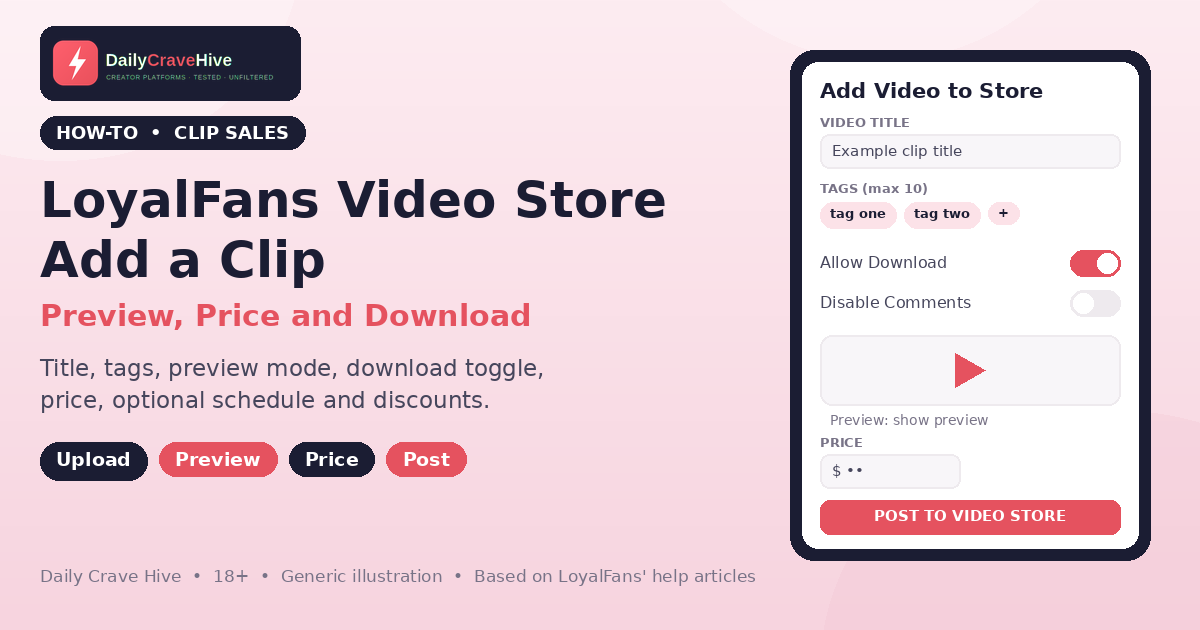 DailyCraveHive
CREATOR PLATFORMS · TESTED · UNFILTERED
HOW-TO • CLIP SALES
LoyalFans Video Store
Add a Clip
Preview, Price and Download
Title, tags, preview mode, download toggle,
price, optional schedule and discounts.
Upload Preview Price Post
Daily Crave Hive • 18+ • Generic illustration • Based on LoyalFans' help articles
Add Video to Store
VIDEO TITLE
Example clip title
TAGS (max 10)
tag one tag two +
Allow Download
Disable Comments
Preview: show preview
PRICE
$ ••
POST TO VIDEO STORE